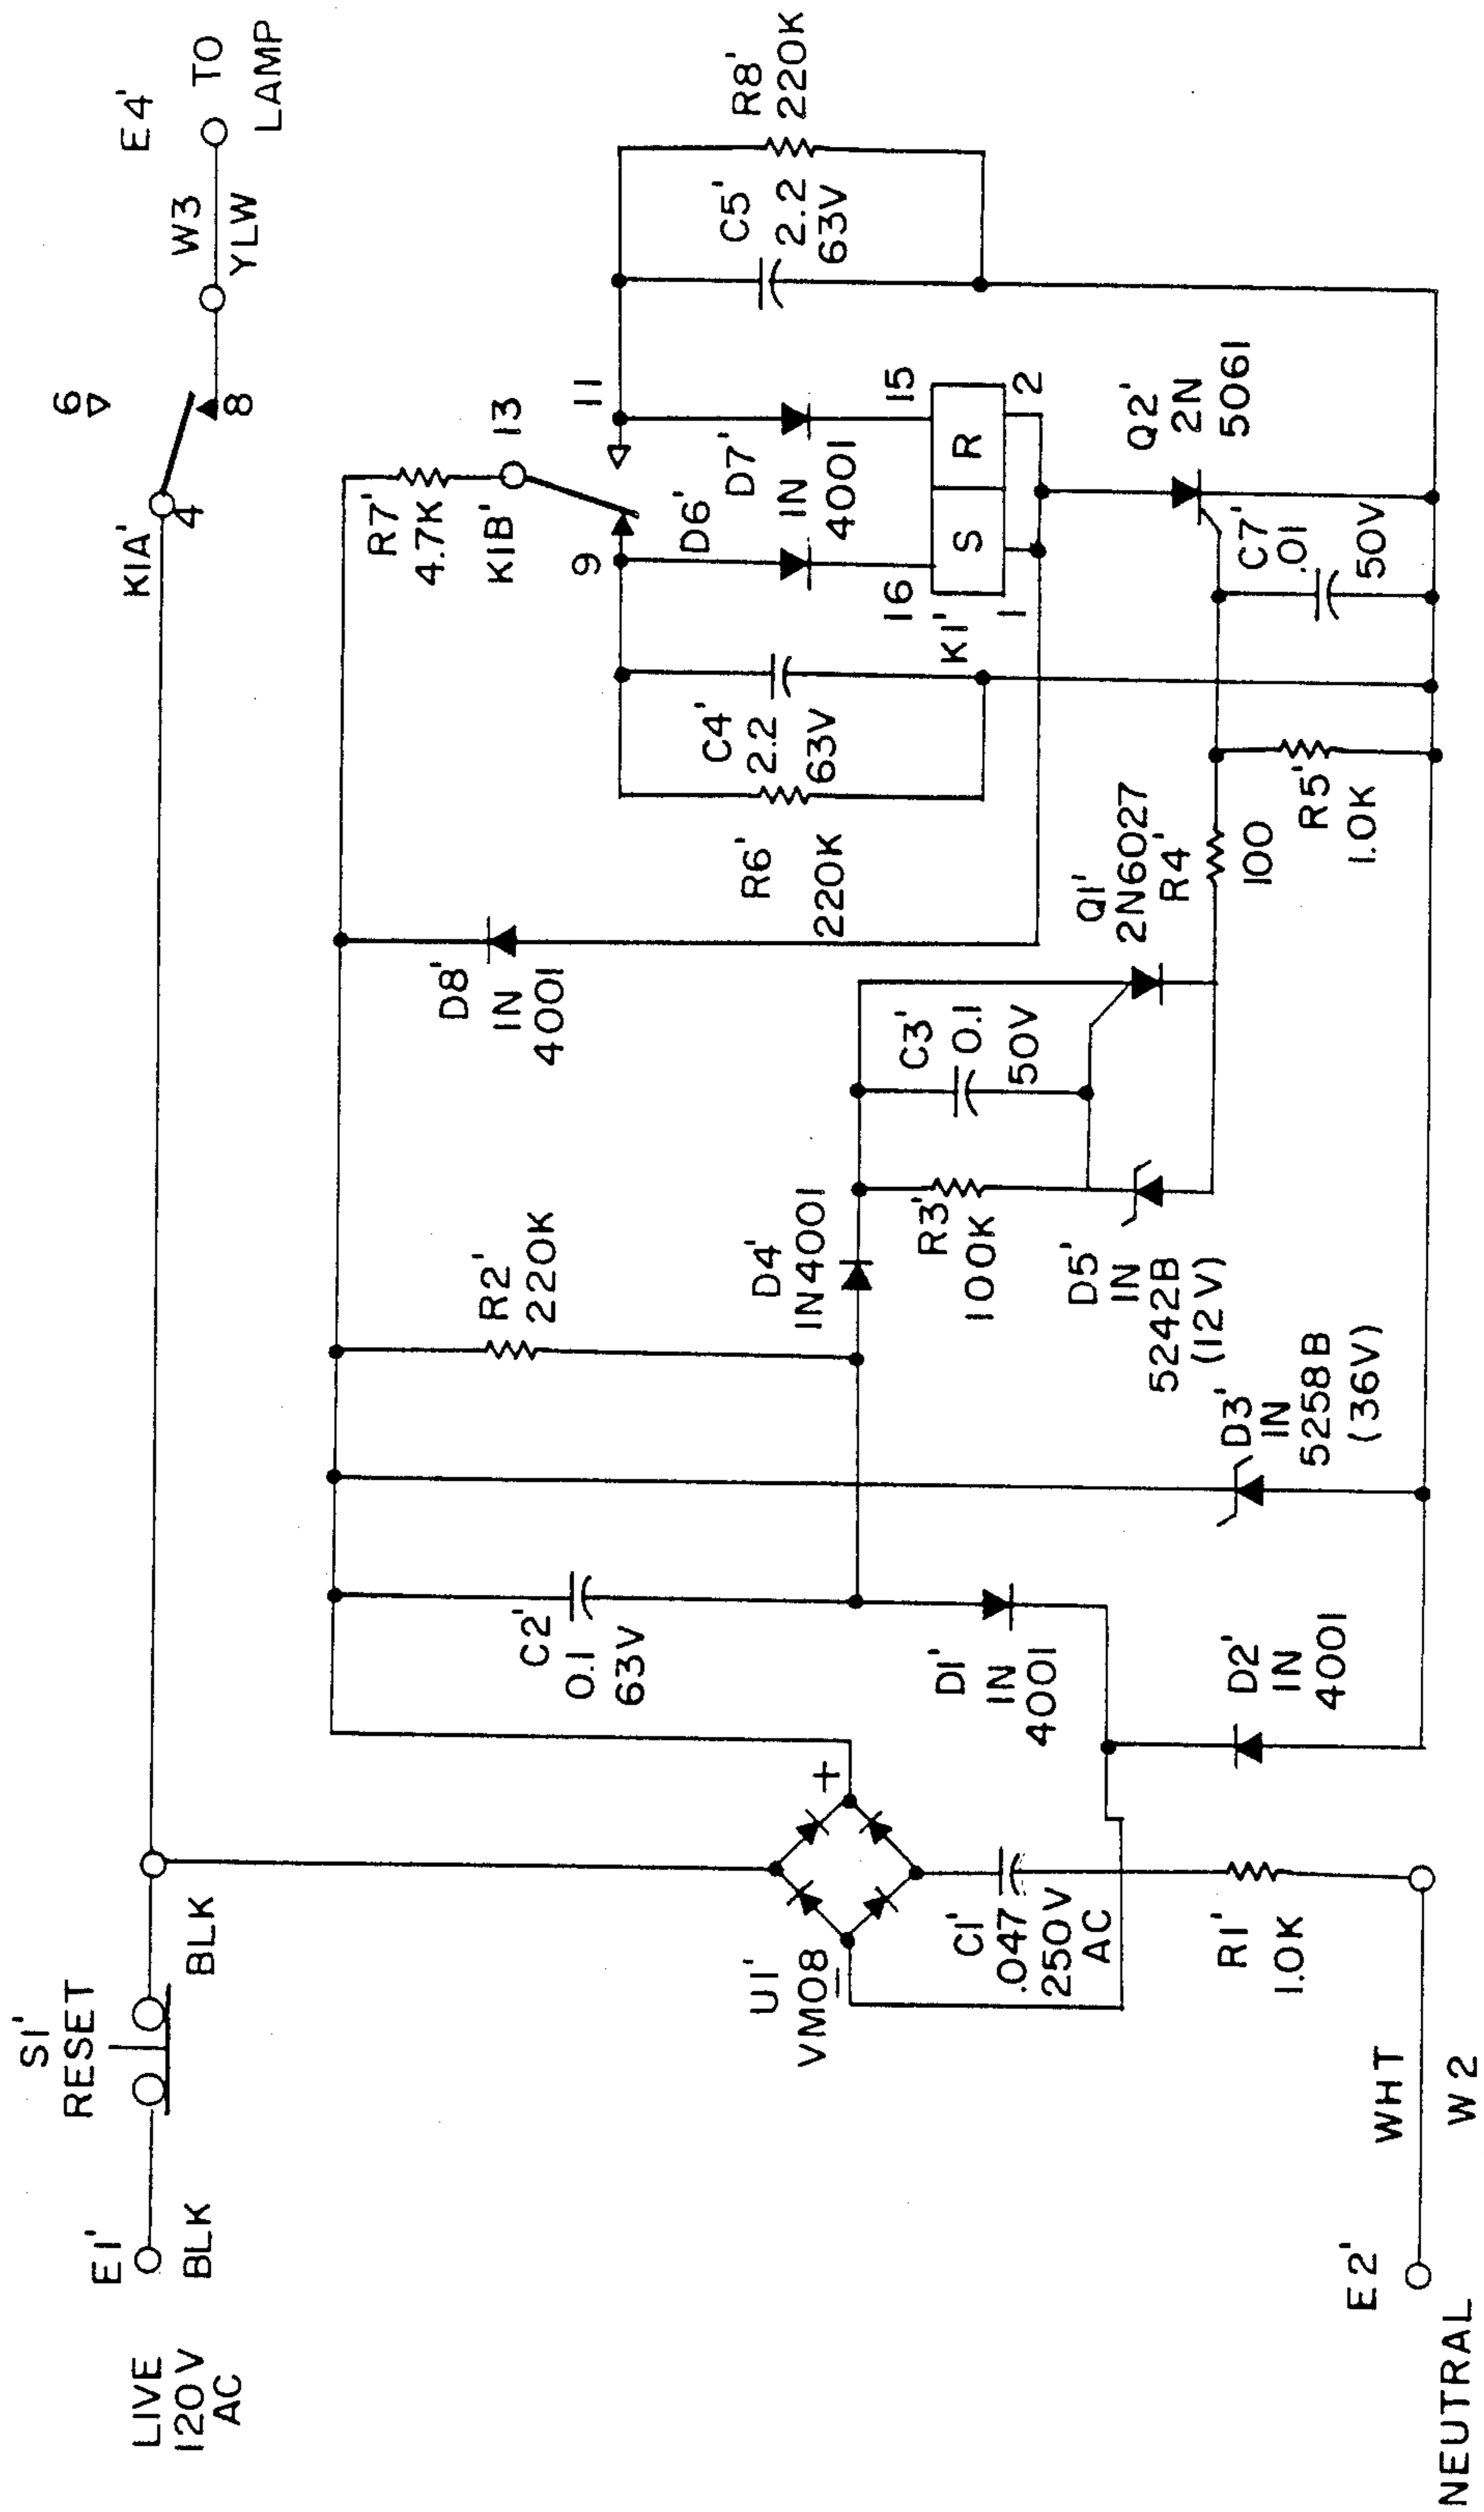 LIVE
120V
AC
E1'
BLK
S1'
RESET
BLK
K1A'
4
6
8
W3
YLW
E4'
TO
LAMP
U1'
VM08
+
C1'
.047
250V
AC
R1'
1.0K
E2'
NEUTRAL
WHT
W2
C2'
0.1
63V
D1'
IN
4001
D2'
IN
4001
R2'
220K
D3'
IN
5258B
(36V)
D4'
IN4001
R3'
100K
D5'
IN
5242B
(12V)
C3'
0.1
50V
Q1'
2N6027
R4'
100
R5'
1.0K
D8'
IN
4001
R6'
220K
C4'
2.2
63V
R7'
4.7K
K1B'
13
9
11
D6'
D7'
IN
4001
16
15
K1'
S
R
1
2
C7'
.01
50V
Q2'
2N
5061
C5'
2.2
63V
R8'
220K